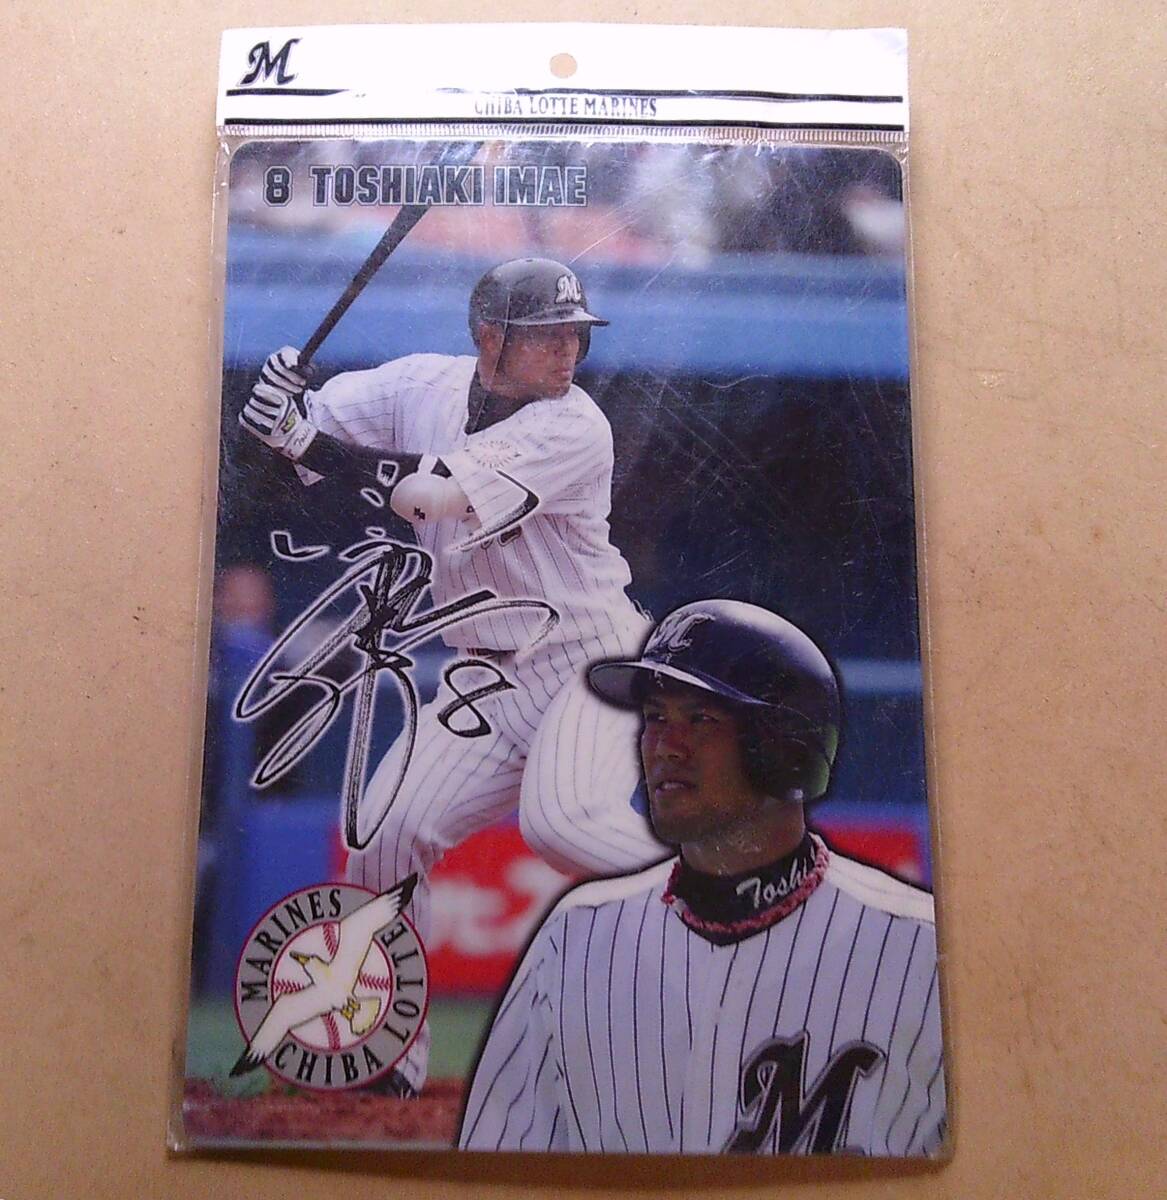 M
CHIBA LOTTE MARINES
8 TOSHIAKI IMAE
M
8
M
Toshi
MARINES
CHIBA LOTTE
M